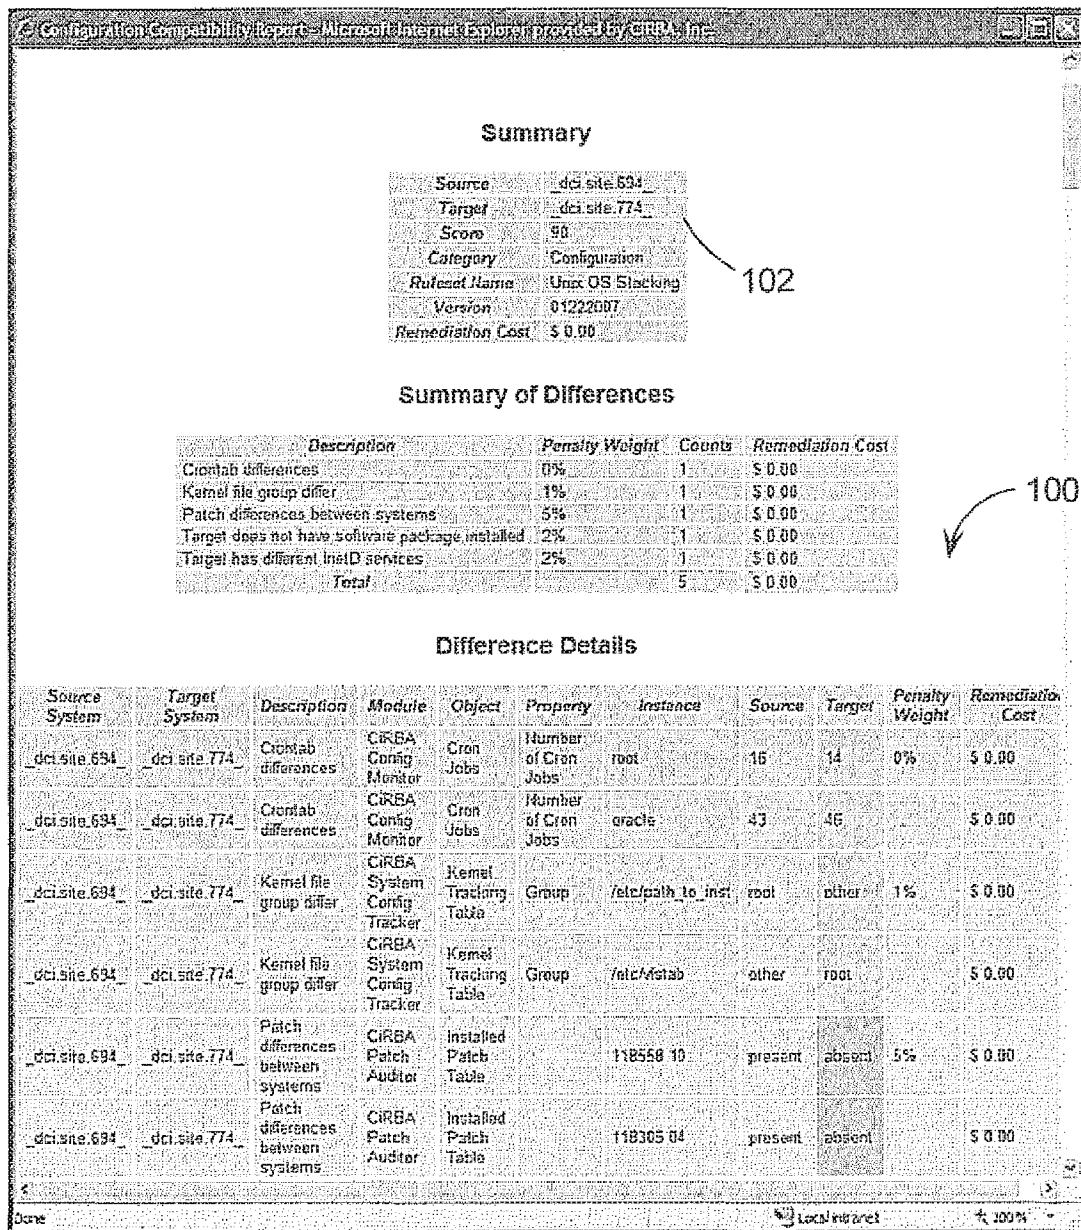 Configuration Compatibility Report - Microsoft Internet Explorer provided by CiRBA, Inc.
Summary
Source _dci.site.694_
Target _dci.site.774_
Score 90
Category Configuration
Ruleset Name Unix OS Stacking
Version 01222007
Remediation Cost $ 0.00
102
Summary of Differences
Description Penalty Weight Counts Remediation Cost
Crontab differences 0% 1 $ 0.00
Kernel file group differ 1% 1 $ 0.00
Patch differences between systems 5% 1 $ 0.00
Target does not have software package installed 2% 1 $ 0.00
Target has different InetD services 2% 1 $ 0.00
Total 5 $ 0.00
100
Difference Details
Source System Target System Description Module Object Property Instance Source Target Penalty Weight Remediation Cost
_dci.site.694_ _dci.site.774_ Crontab differences CiRBA Config Monitor Cron Jobs Number of Cron Jobs root 16 14 0% $ 0.00
_dci.site.694_ _dci.site.774_ Crontab differences CiRBA Config Monitor Cron Jobs Number of Cron Jobs oracle 43 46 $ 0.00
_dci.site.694_ _dci.site.774_ Kernel file group differ CiRBA System Config Tracker Kernel Tracking Table Group /etc/path_to_inst root other 1% $ 0.00
_dci.site.694_ _dci.site.774_ Kernel file group differ CiRBA System Config Tracker Kernel Tracking Table Group other root $ 0.00
_dci.site.694_ _dci.site.774_ Patch differences between systems CiRBA Patch Auditor Installed Patch Table 118558 10 present absent 5% $ 0.00
_dci.site.694_ _dci.site.774_ Patch differences between systems CiRBA Patch Auditor Installed Patch Table 118305 04 present absent $ 0.00
Done Local intranet 100%